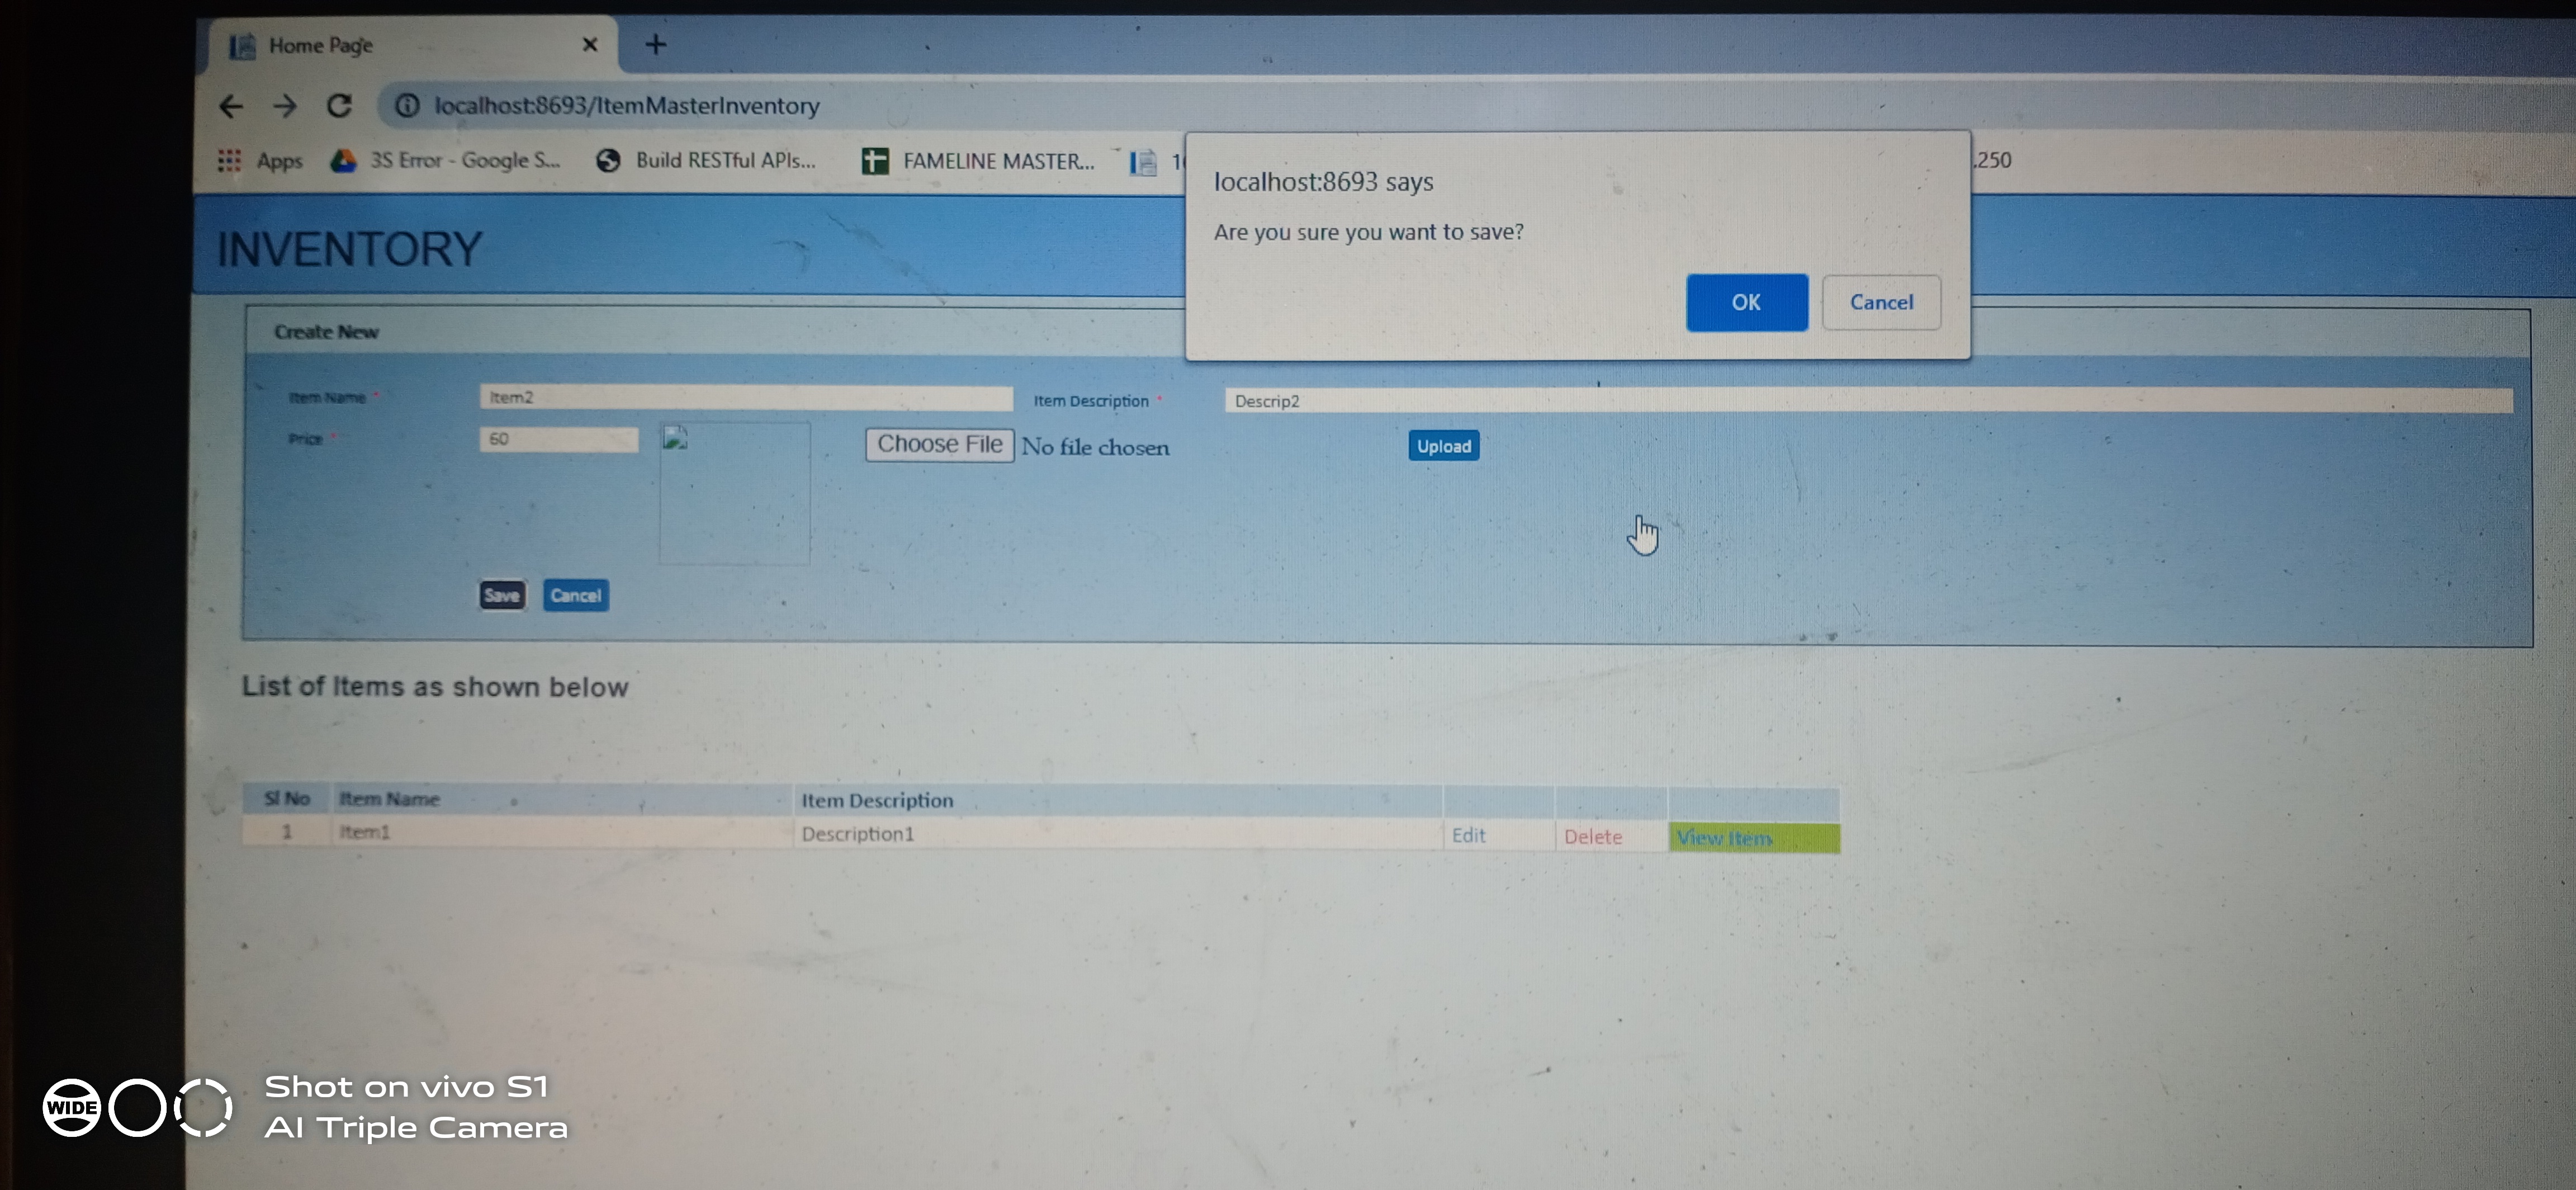 Home Page
localhost:8693/ItemMasterInventory
Apps 3S Error - Google S... Build RESTful APIs... FAMELINE MASTER... .250
localhost:8693 says
Are you sure you want to save?
OK Cancel
INVENTORY
Create New
Item Name * Item2 Item Description * Descrip2
Price * 60 Choose File No file chosen Upload
Save Cancel
List of Items as shown below
Sl No Item Name Item Description
1 Item1 Description1 Edit Delete View Item
WIDE
Shot on vivo S1
AI Triple Camera